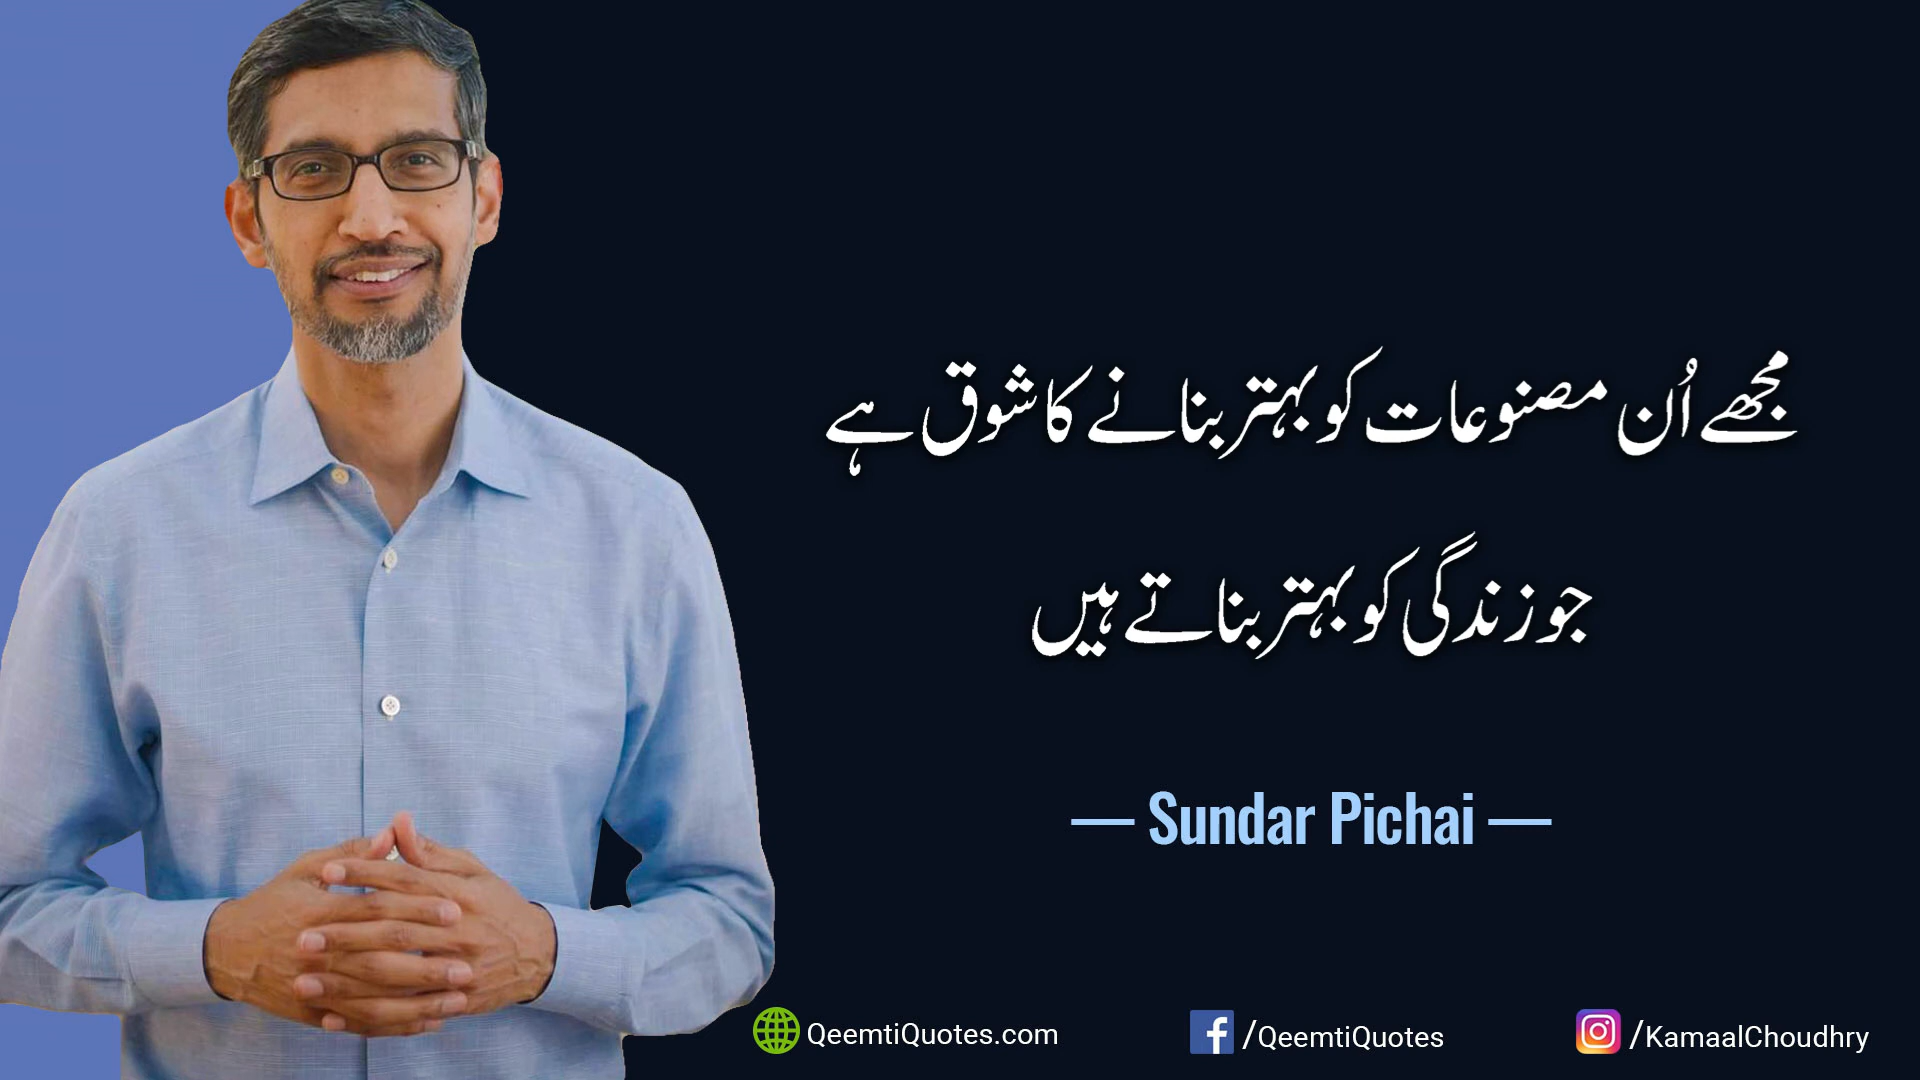 مجھے اُن مصنوعات کو بہتر بنانے کا شوق ہے
جو زندگی کو بہتر بناتے ہیں
— Sundar Pichai —
QeemtiQuotes.com
/QeemtiQuotes
/KamaalChoudhry